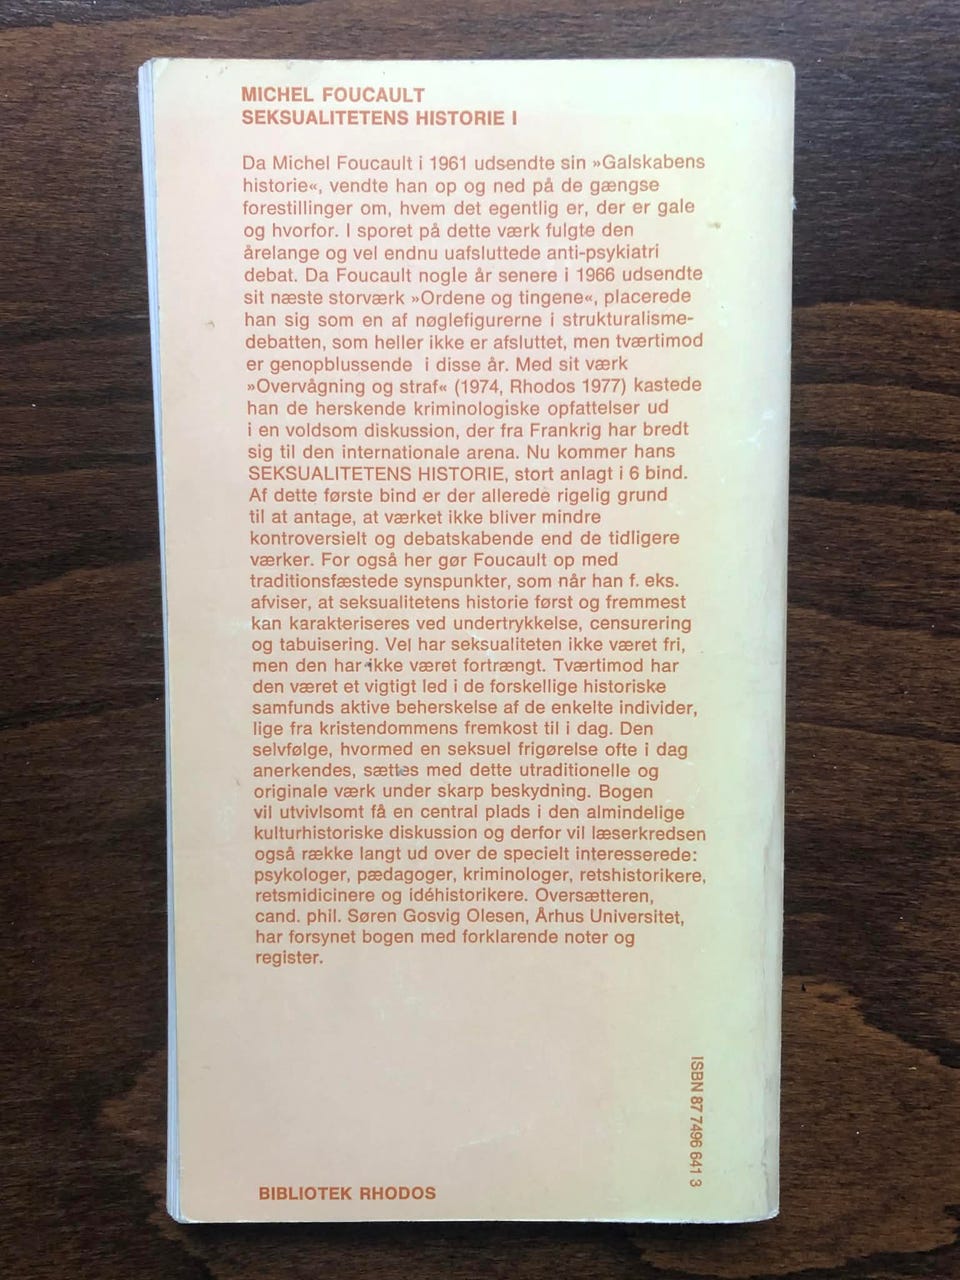 MICHEL FOUCAULT
SEKSUALITETENS HISTORIE I
Da Michel Foucault i 1961 udsendte sin »Galskabens
historie«, vendte han op og ned på de gængse
forestillinger om, hvem det egentlig er, der er gale
og hvorfor. I sporet på dette værk fulgte den
årelange og vel endnu uafsluttede anti-psykiatri
debat. Da Foucault nogle år senere i 1966 udsendte
sit næste storværk »Ordene og tingene«, placerede
han sig som en af nøglefigurerne i strukturalisme-
debatten, som heller ikke er afsluttet, men tværtimod
er genopblussende i disse år. Med sit værk
»Overvågning og straf« (1974, Rhodos 1977) kastede
han de herskende kriminologiske opfattelser ud
i en voldsom diskussion, der fra Frankrig har bredt
sig til den internationale arena. Nu kommer hans
SEKSUALITETENS HISTORIE, stort anlagt i 6 bind.
Af dette første bind er der allerede rigelig grund
til at antage, at værket ikke bliver mindre
kontroversielt og debatskabende end de tidligere
værker. For også her gør Foucault op med
traditionsfæstede synspunkter, som når han f. eks.
afviser, at seksualitetens historie først og fremmest
kan karakteriseres ved undertrykkelse, censurering
og tabuisering. Vel har seksualiteten ikke været fri,
men den har ikke været fortrængt. Tværtimod har
den været et vigtigt led i de forskellige historiske
samfunds aktive beherskelse af de enkelte individer,
lige fra kristendommens fremkost til i dag. Den
selvfølge, hvormed en seksuel frigørelse ofte i dag
anerkendes, sættes med dette utraditionelle og
originale værk under skarp beskydning. Bogen
vil utvivlsomt få en central plads i den almindelige
kulturhistoriske diskussion og derfor vil læserkredsen
også række langt ud over de specielt interesserede:
psykologer, pædagoger, kriminologer, retshistorikere,
retsmidicinere og idéhistorikere. Oversætteren,
cand. phil. Søren Gosvig Olesen, Århus Universitet,
har forsynet bogen med forklarende noter og
register.
ISBN 87 7496 641 3
BIBLIOTEK RHODOS